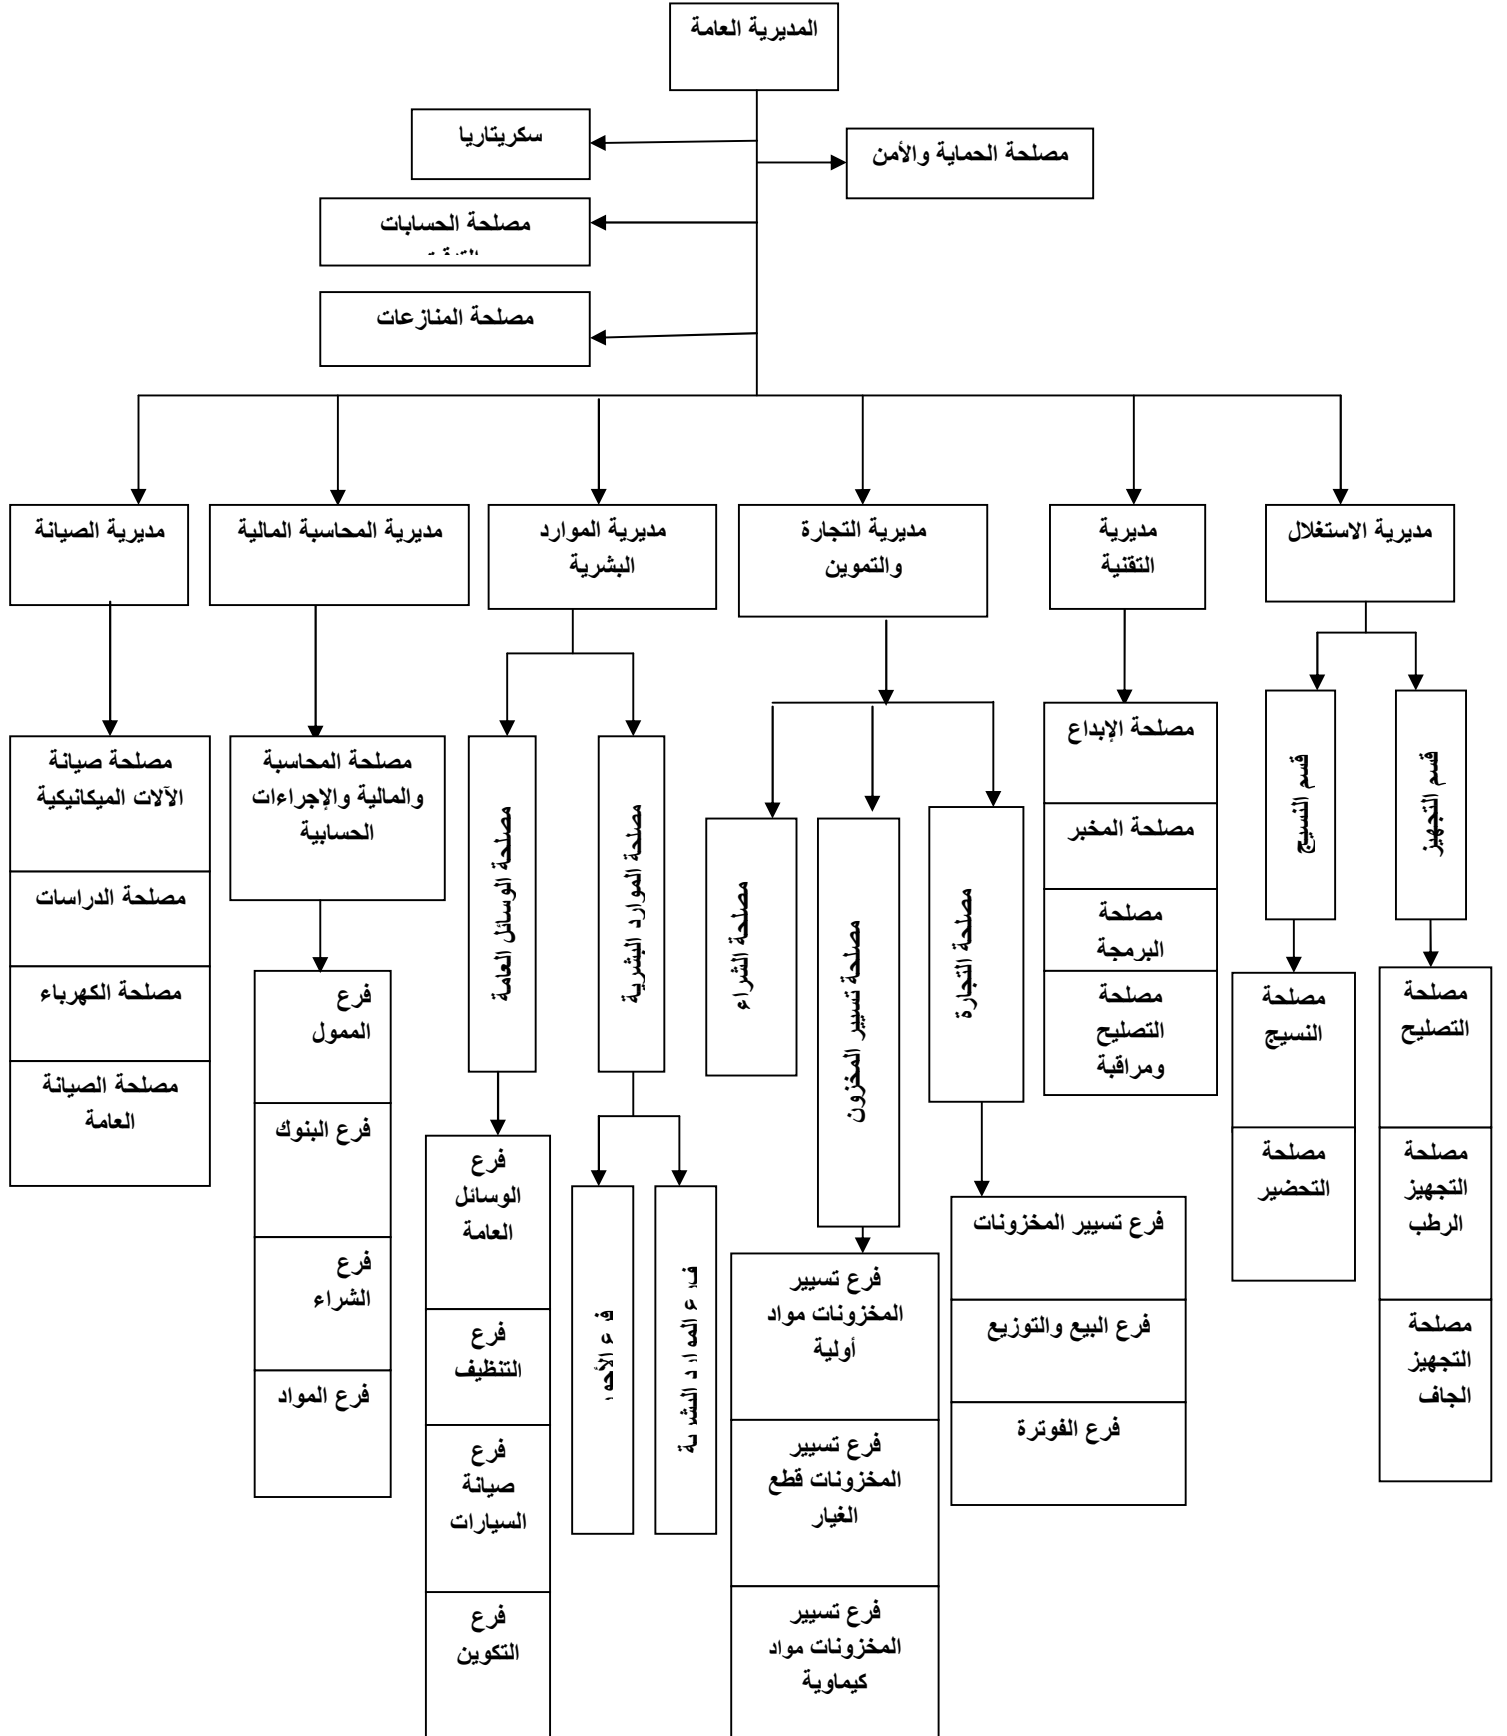 المديرية العامة
سكريتاريا
مصلحة الحماية والأمن
مصلحة الحسابات
مصلحة المنازعات
مديرية الاستغلال
مديرية
التقنية
مديرية التجارة
والتموين
مديرية الموارد
البشرية
مديرية المحاسبة المالية
مديرية الصيانة
قسم التجهيز
قسم النسيج
مصلحة
التصليح
مصلحة
التجهيز
الرطب
مصلحة
التجهيز
الجاف
مصلحة
النسيج
مصلحة
التحضير
مصلحة الإبداع
مصلحة المخبر
مصلحة
البرمجة
مصلحة
التصليح
ومراقبة
مصلحة التجارة
مصلحة تسيير المخزون
مصلحة الشراء
فرع تسيير المخزونات
فرع البيع والتوزيع
فرع الفوترة
فرع تسيير
المخزونات مواد
أولية
فرع تسيير
المخزونات قطع
الغيار
فرع تسيير
المخزونات مواد
كيماوية
مصلحة الموارد البشرية
مصلحة الوسائل العامة
فرع الموارد البشرية
فرع
فرع
الوسائل
العامة
فرع
التنظيف
فرع
صيانة
السيارات
فرع
التكوين
مصلحة المحاسبة
والمالية والإجراءات
الحسابية
فرع
الممول
فرع البنوك
فرع
الشراء
فرع المواد
مصلحة صيانة
الآلات الميكانيكية
مصلحة الدراسات
مصلحة الكهرباء
مصلحة الصيانة
العامة